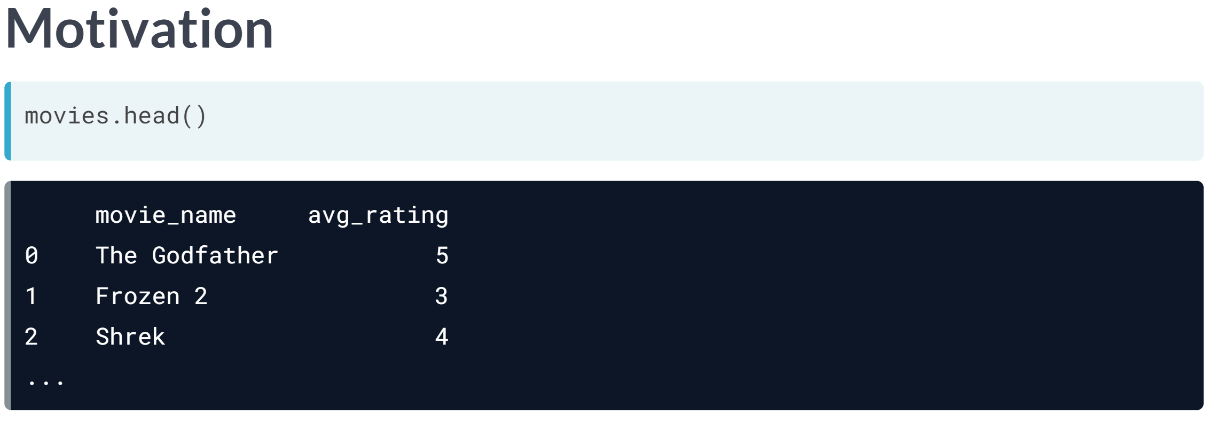 Motivation
movies.head()
movie_name avg_rating
0 The Godfather 5
1 Frozen 2 3
2 Shrek 4
...